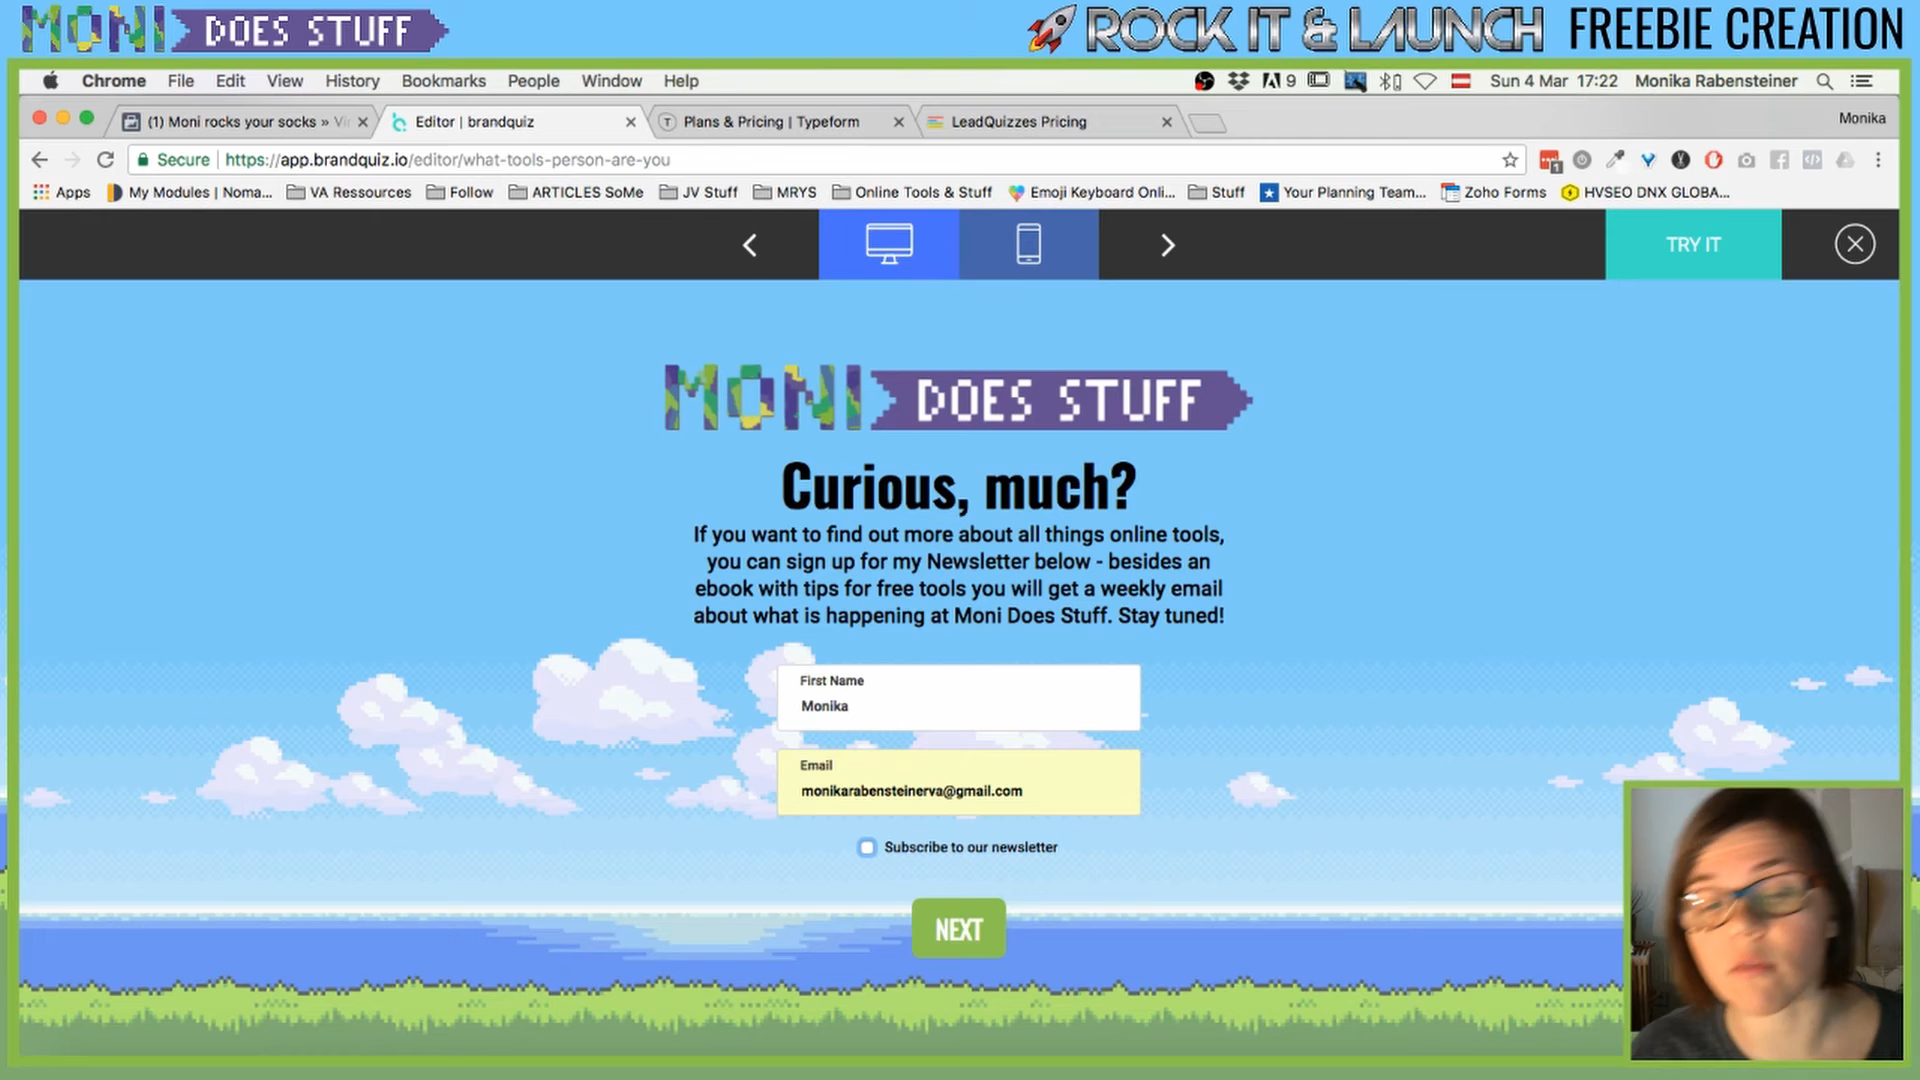 MONI DOES STUFF
ROCK IT & LAUNCH FREEBIE CREATION
Chrome File Edit View History Bookmarks People Window Help
9 Sun 4 Mar 17:22 Monika Rabensteiner
(1) Moni rocks your socks » Vir
Editor | brandquiz
Plans & Pricing | Typeform
LeadQuizzes Pricing
Monika
Secure https://app.brandquiz.io/editor/what-tools-person-are-you
1
Apps My Modules | Noma... VA Ressources Follow ARTICLES SoMe JV Stuff MRYS Online Tools & Stuff Emoji Keyboard Onli... Stuff Your Planning Team... Zoho Forms HVSEO DNX GLOBA...
TRY IT
MONI DOES STUFF
Curious, much?
If you want to find out more about all things online tools,
you can sign up for my Newsletter below - besides an
ebook with tips for free tools you will get a weekly email
about what is happening at Moni Does Stuff. Stay tuned!
First Name
Monika
Email
monikarabensteinerva@gmail.com
Subscribe to our newsletter
NEXT